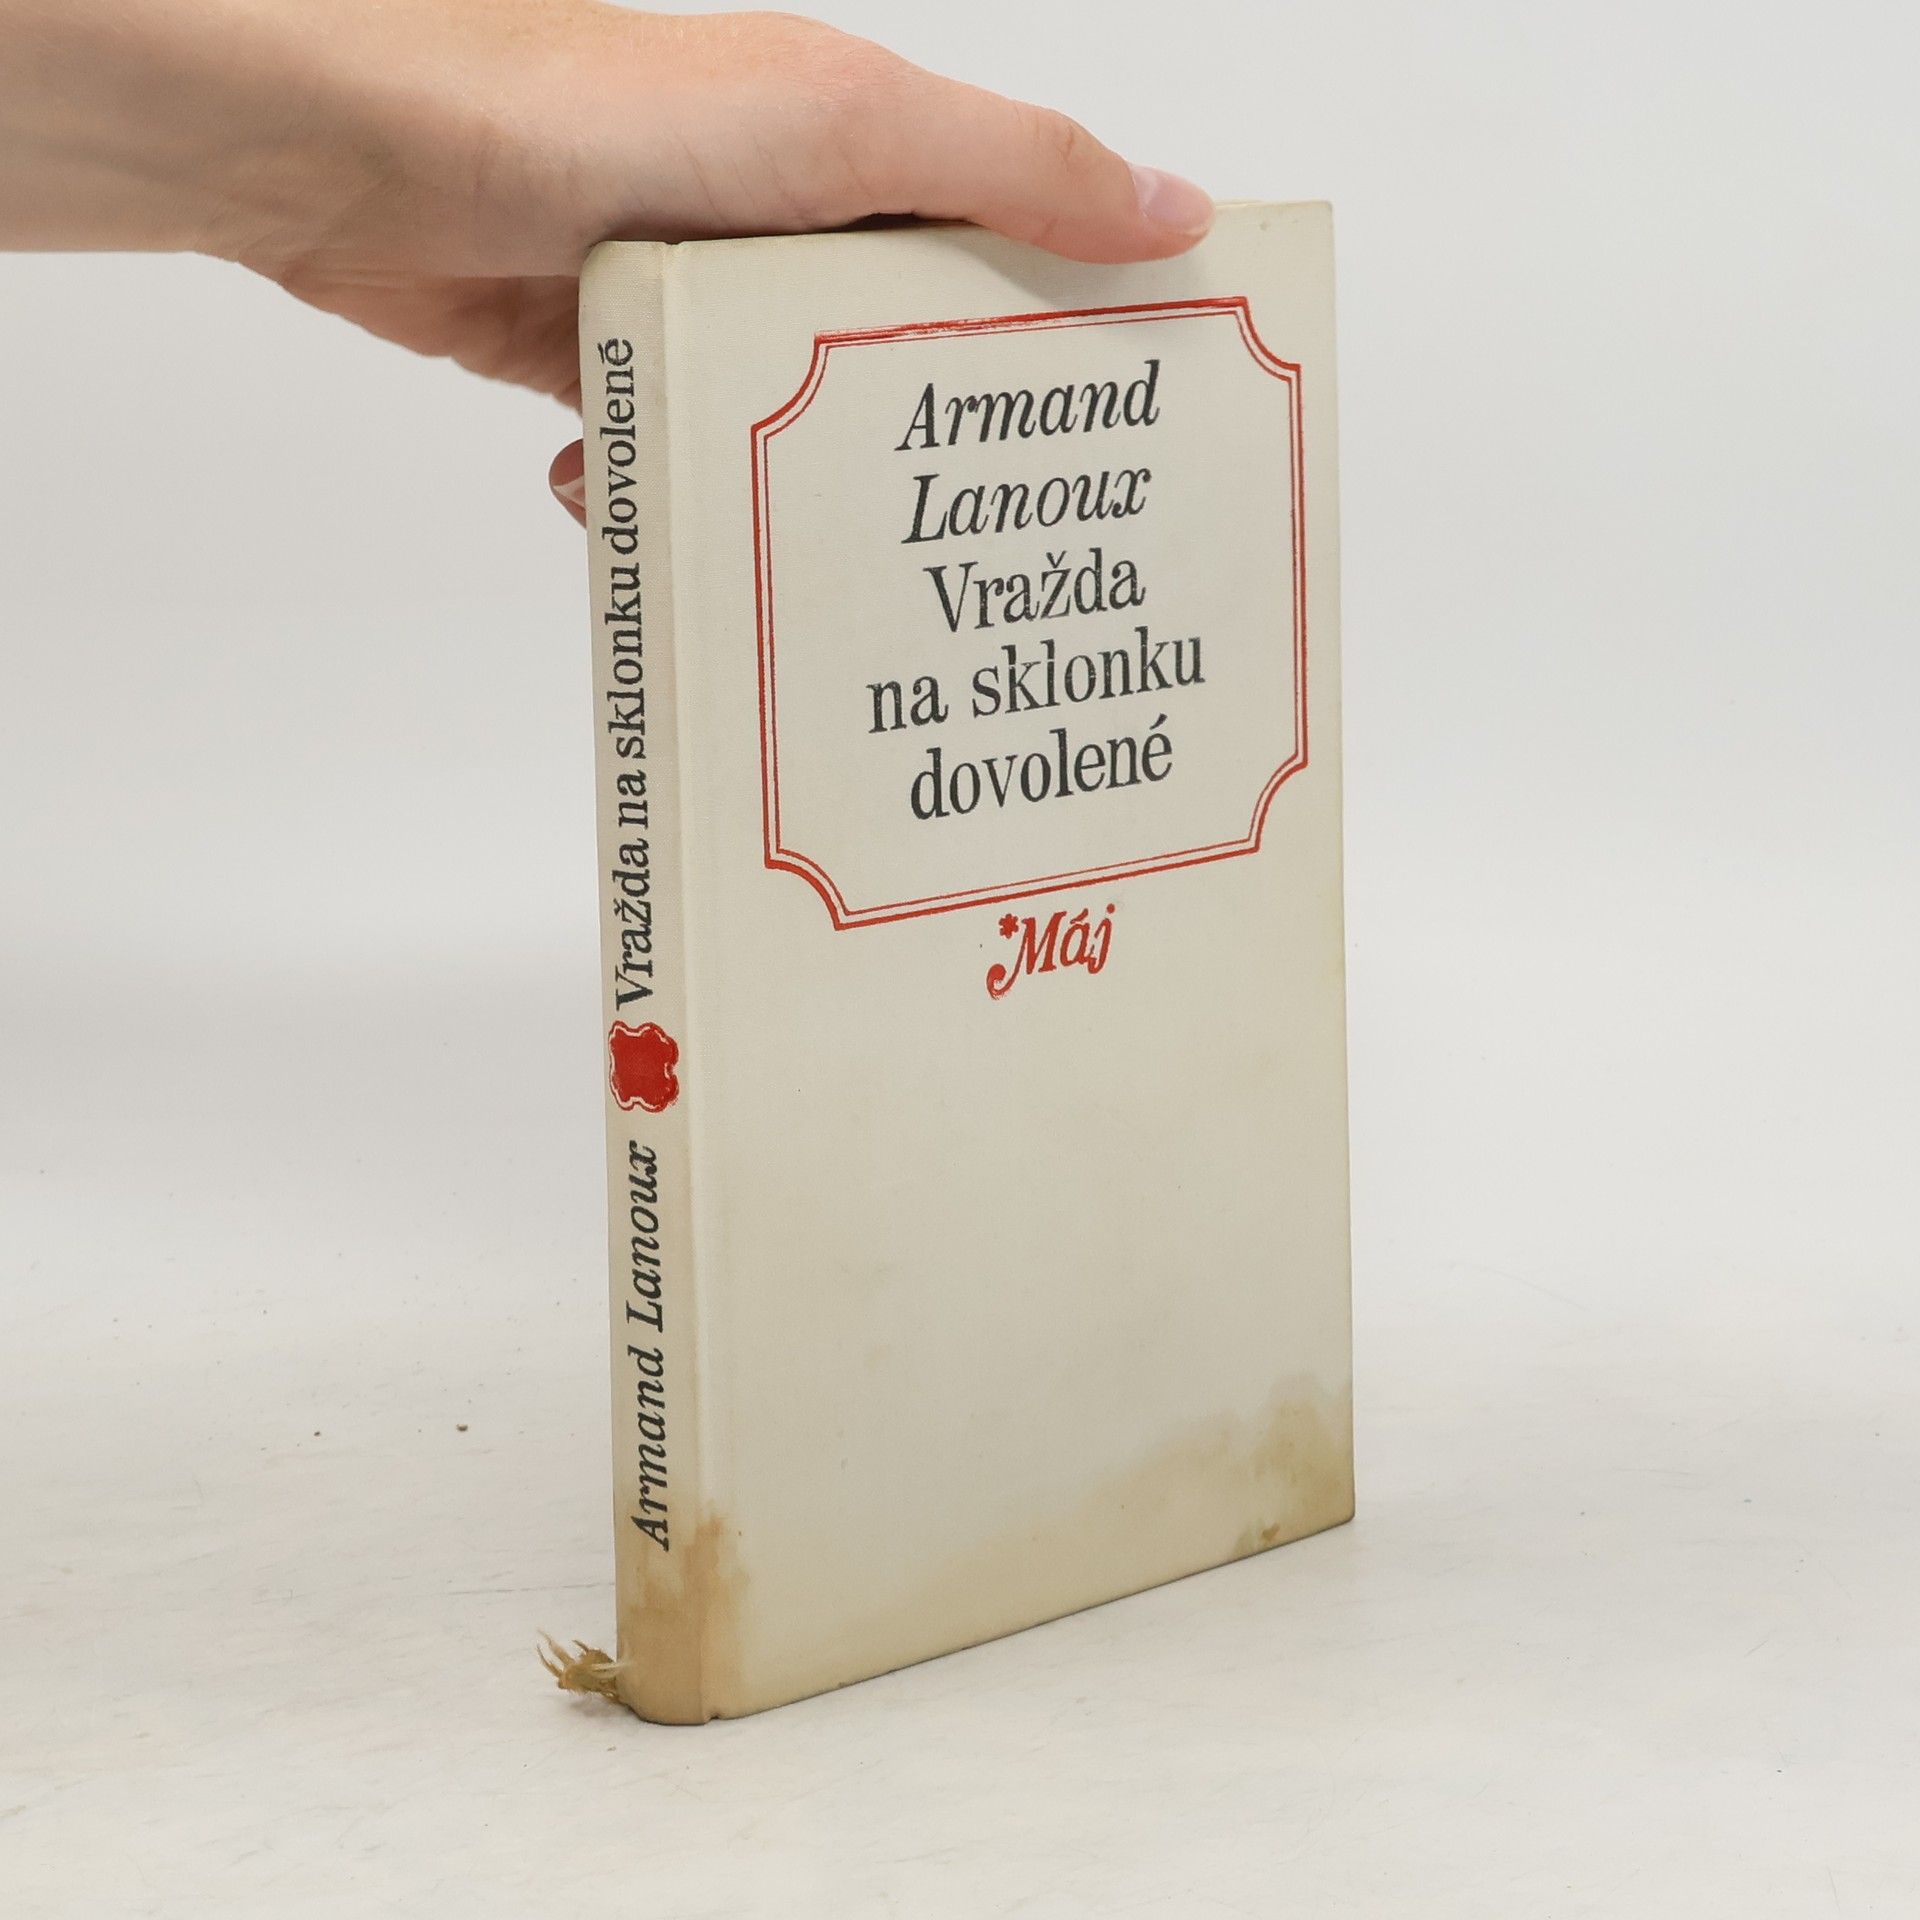 Armand
Lanoux
Vražda
na sklonku
dovolené
*Máj
Armand Lanoux Vražda na sklonku dovolené